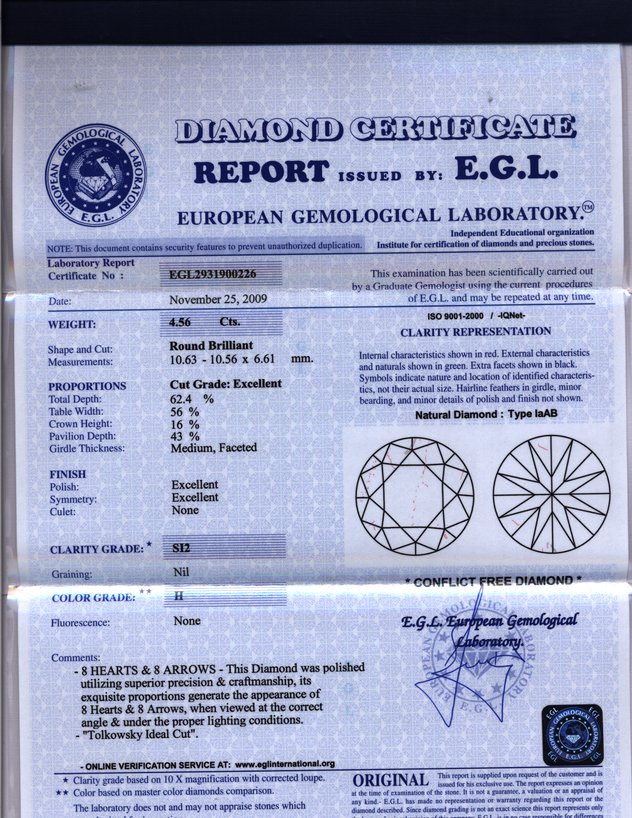 EUROPEAN GEMOLOGICAL LABORATORY
E.G.L.
DIAMOND CERTIFICATE
REPORT ISSUED BY: E.G.L.
EUROPEAN GEMOLOGICAL LABORATORY.™
Independent Educational organization
NOTE: This document contains security features to prevent unauthorized duplication.
Institute for certification of diamonds and precious stones.
Laboratory Report
Certificate No : EGL2931900226
Date: November 25, 2009
WEIGHT: 4.56 Cts.
Shape and Cut: Round Brilliant
Measurements: 10.63 - 10.56 x 6.61 mm.
PROPORTIONS Cut Grade: Excellent
Total Depth: 62.4 %
Table Width: 56 %
Crown Height: 16 %
Pavilion Depth: 43 %
Girdle Thickness: Medium, Faceted
FINISH
Polish: Excellent
Symmetry: Excellent
Culet: None
CLARITY GRADE: * SI2
Graining: Nil
COLOR GRADE: ** H
Fluorescence: None
Comments:
- 8 HEARTS & 8 ARROWS - This Diamond was polished
utilizing superior precision & craftmanship, its
exquisite proportions generate the appearance of
8 Hearts & 8 Arrows, when viewed at the correct
angle & under the proper lighting conditions.
- "Tolkowsky Ideal Cut".
- ONLINE VERIFICATION SERVICE AT: www.eglinternational.org
★ Clarity grade based on 10 X magnification with corrected loupe.
★★ Color based on master color diamonds comparison.
The laboratory does not and may not appraise stones which
This examination has been scientifically carried out
by a Graduate Gemologist using the current procedures
of E.G.L. and may be repeated at any time.
ISO 9001-2000 / -IQNet-
CLARITY REPRESENTATION
Internal characteristics shown in red. External characteristics
and naturals shown in green. Extra facets shown in black.
Symbols indicate nature and location of identified characteris-
tics, not their actual size. Hairline feathers in girdle, minor
bearding, and minor details of polish and finish not shown.
Natural Diamond : Type IaAB
* CONFLICT FREE DIAMOND *
E.G.L. European Gemological
Laboratory.
EGL
EGL
EGL
EGL
ORIGINAL This report is supplied upon request of the customer and is
issued for his exclusive use. The report expresses an opinion
at the time of examination of the stone. It is not a guarantee, a valuation or an appraisal of
any kind.- E.G.L. has made no representation or warranty regarding this report or the
diamond described. Since diamond grading is not an exact science this report represents only